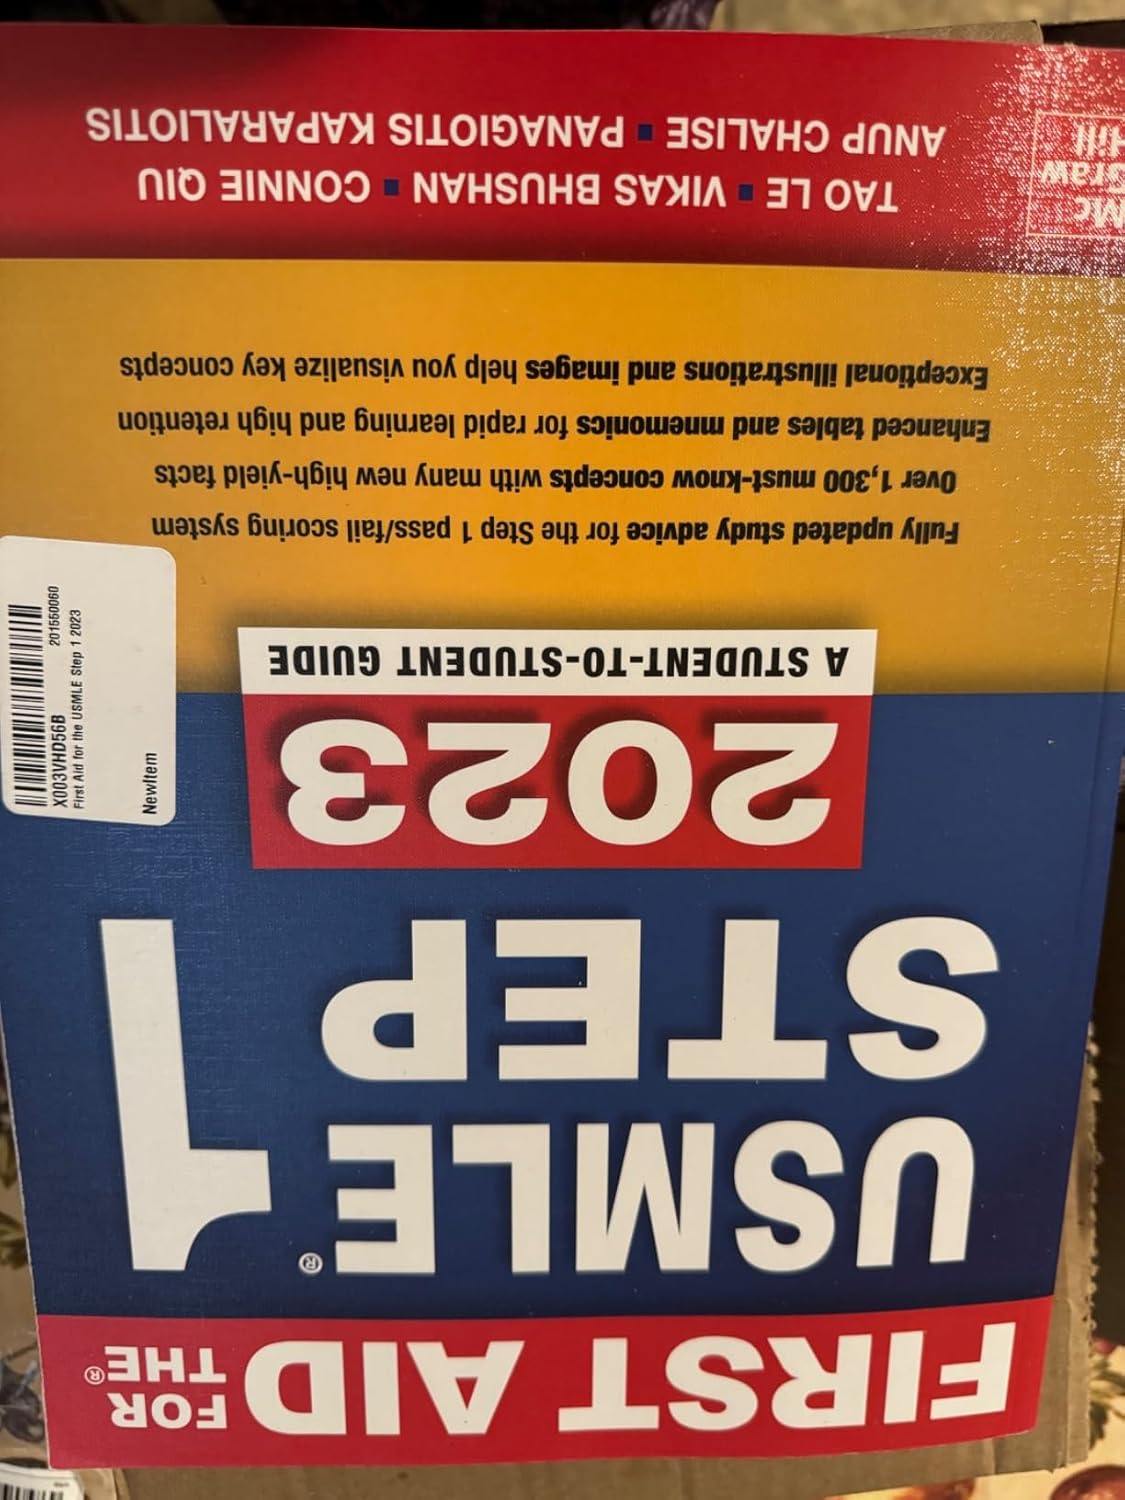 FIRST AID
FOR
THE®
USMLE®
STEP
1
2023
A STUDENT-TO-STUDENT GUIDE
Fully updated study advice for the Step 1 pass/fail scoring system
Over 1,300 must-know concepts with many new high-yield facts
Enhanced tables and mnemonics for rapid learning and high retention
Exceptional illustrations and images help you visualize key concepts
TAO LE ▪ VIKAS BHUSHAN ▪ CONNIE QIU
ANUP CHALISE ▪ PANAGIOTIS KAPARALIOTIS
Mc
Graw
Hill
X003VHD56B
201550060
First Aid for the USMLE Step 1 2023
NewItem